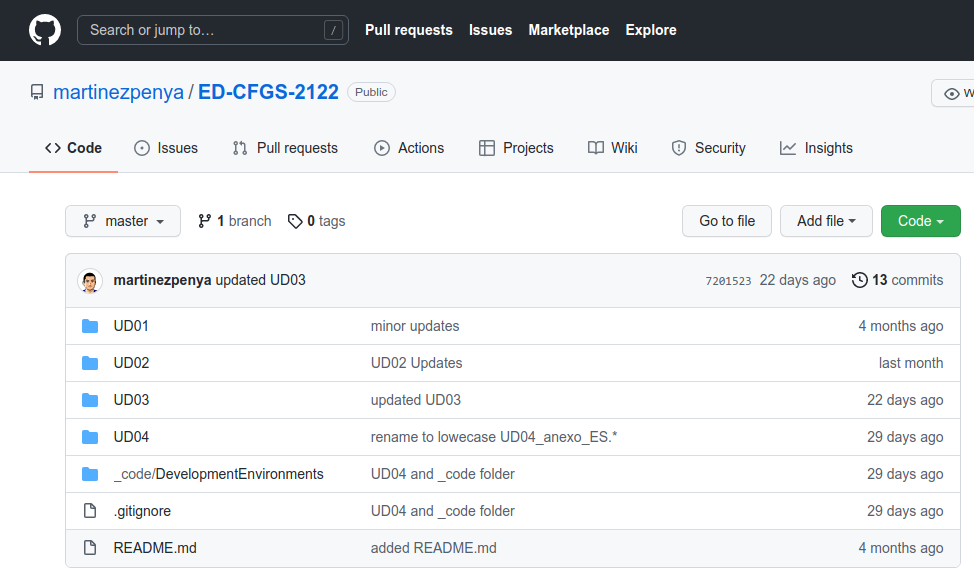 Search or jump to… / Pull requests Issues Marketplace Explore
martinezpenya / ED-CFGS-2122 Public W
<> Code Issues Pull requests Actions Projects Wiki Security Insights
master 1 branch 0 tags Go to file Add file Code
martinezpenya updated UD03 7201523 22 days ago 13 commits
UD01 minor updates 4 months ago
UD02 UD02 Updates last month
UD03 updated UD03 22 days ago
UD04 rename to lowecase UD04_anexo_ES.* 29 days ago
_code/DevelopmentEnvironments UD04 and _code folder 29 days ago
.gitignore UD04 and _code folder 29 days ago
README.md added README.md 4 months ago